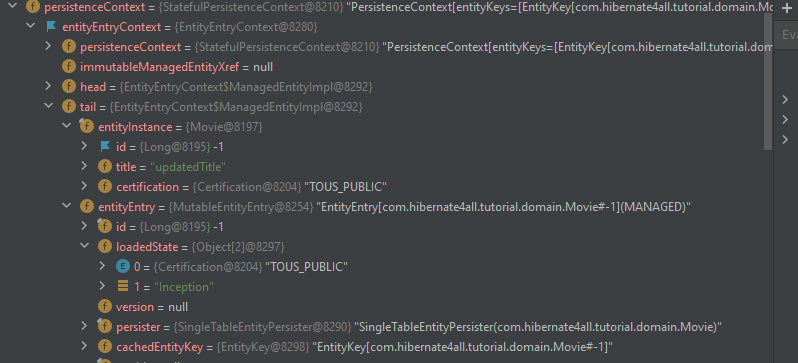 persistenceContext = {StatefulPersistenceContext@8210} "PersistenceContext[entityKeys=[EntityKey[com.hibernate4all.tutorial.domain.Mo
entityEntryContext = {EntityEntryContext@8280}
persistenceContext = {StatefulPersistenceContext@8210} "PersistenceContext[entityKeys=[EntityKey[com.hibernate4all.tutorial.dom
Eva
immutableManagedEntityXref = null
head = {EntityEntryContext$ManagedEntityImpl@8292}
tail = {EntityEntryContext$ManagedEntityImpl@8292}
entityInstance = {Movie@8197}
id = {Long@8195} -1
title = "updatedTitle"
certification = {Certification@8204} "TOUS_PUBLIC"
entityEntry = {MutableEntityEntry@8254} "EntityEntry[com.hibernate4all.tutorial.domain.Movie#-1](MANAGED)"
id = {Long@8195} -1
loadedState = {Object[2]@8297}
0 = {Certification@8204} "TOUS_PUBLIC"
1 = "Inception"
version = null
persister = {SingleTableEntityPersister@8290} "SingleTableEntityPersister(com.hibernate4all.tutorial.domain.Movie)"
cachedEntityKey = {EntityKey@8298} "EntityKey[com.hibernate4all.tutorial.domain.Movie#-1]"